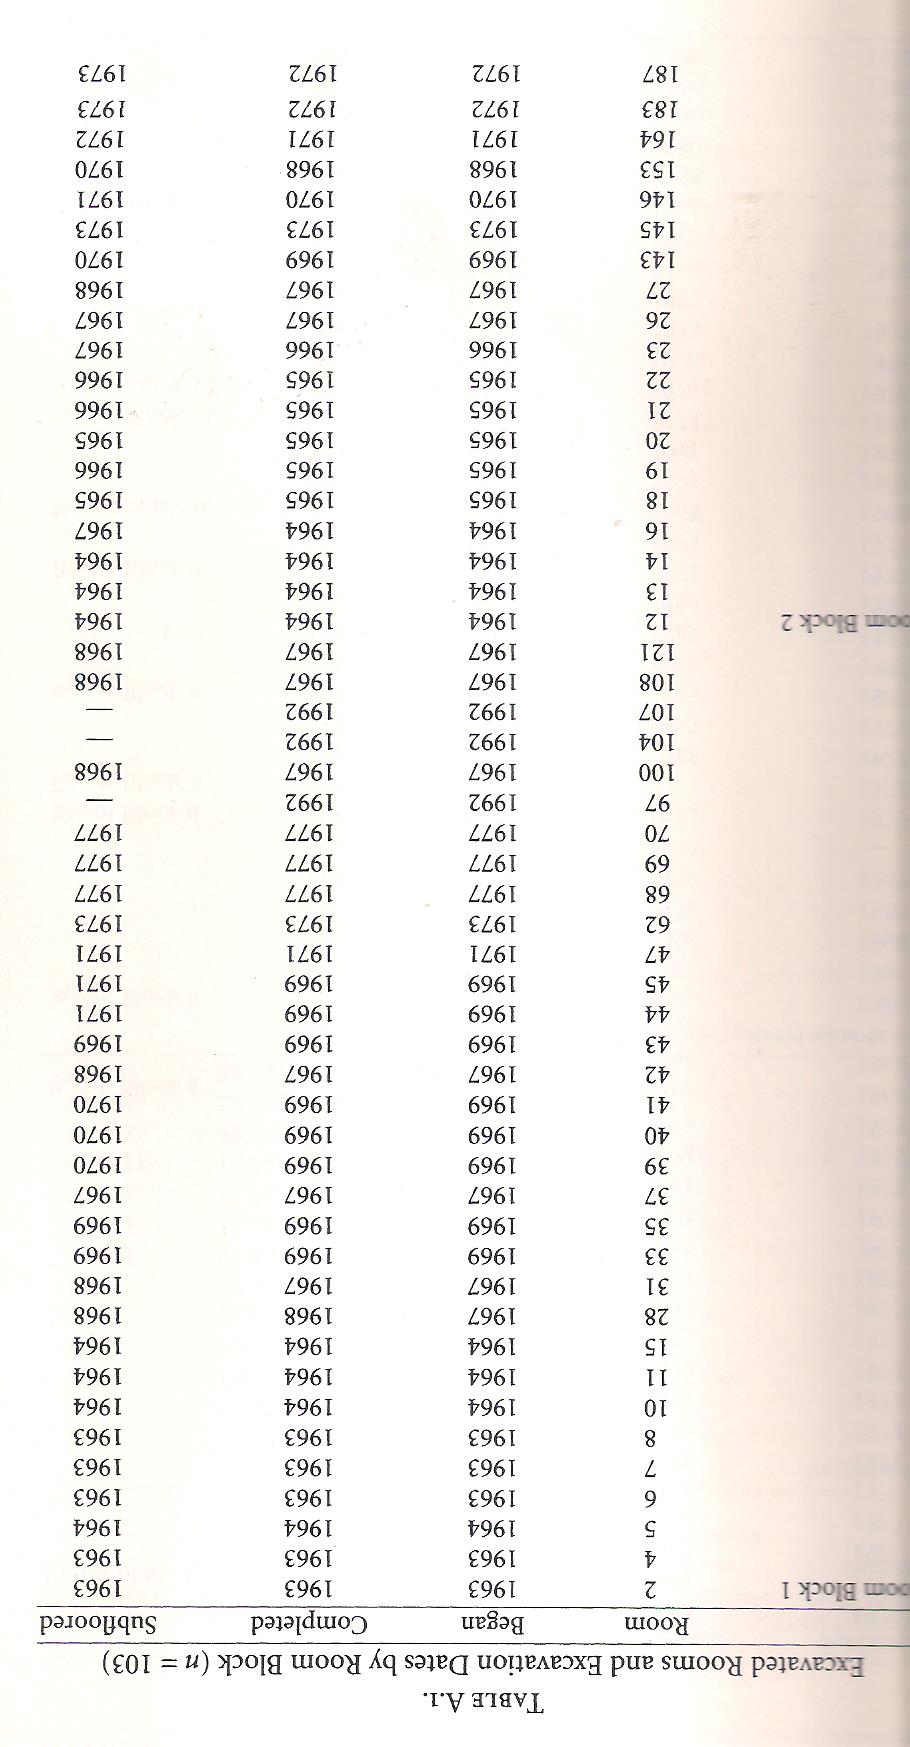 TABLE A.1.
Excavated Rooms and Excavation Dates by Room Block (n = 103)
Room Began Completed Subfloored
oom Block 1 2 1963 1963 1963
4 1963 1963 1963
5 1964 1964 1964
6 1963 1963 1963
7 1963 1963 1963
8 1963 1963 1963
10 1964 1964 1964
11 1964 1964 1964
15 1964 1964 1964
28 1967 1968 1968
31 1967 1967 1968
33 1969 1969 1969
35 1969 1969 1969
37 1967 1967 1967
39 1969 1969 1970
40 1969 1969 1970
41 1969 1969 1970
42 1967 1967 1968
43 1969 1969 1969
44 1969 1969 1971
45 1969 1969 1971
47 1971 1971 1971
62 1973 1973 1973
68 1977 1977 1977
69 1977 1977 1977
70 1977 1977 1977
97 1992 1992 —
100 1967 1967 1968
104 1992 1992 —
107 1992 1992 —
108 1967 1967 1968
121 1967 1967 1968
oom Block 2 12 1964 1964 1964
13 1964 1964 1964
14 1964 1964 1964
16 1964 1964 1967
18 1965 1965 1965
19 1965 1965 1966
20 1965 1965 1965
21 1965 1965 1966
22 1965 1965 1966
23 1966 1966 1967
26 1967 1967 1967
27 1967 1967 1968
143 1969 1969 1970
145 1973 1973 1973
146 1970 1970 1971
153 1968 1968 1970
164 1971 1971 1972
183 1972 1972 1973
187 1972 1972 1973